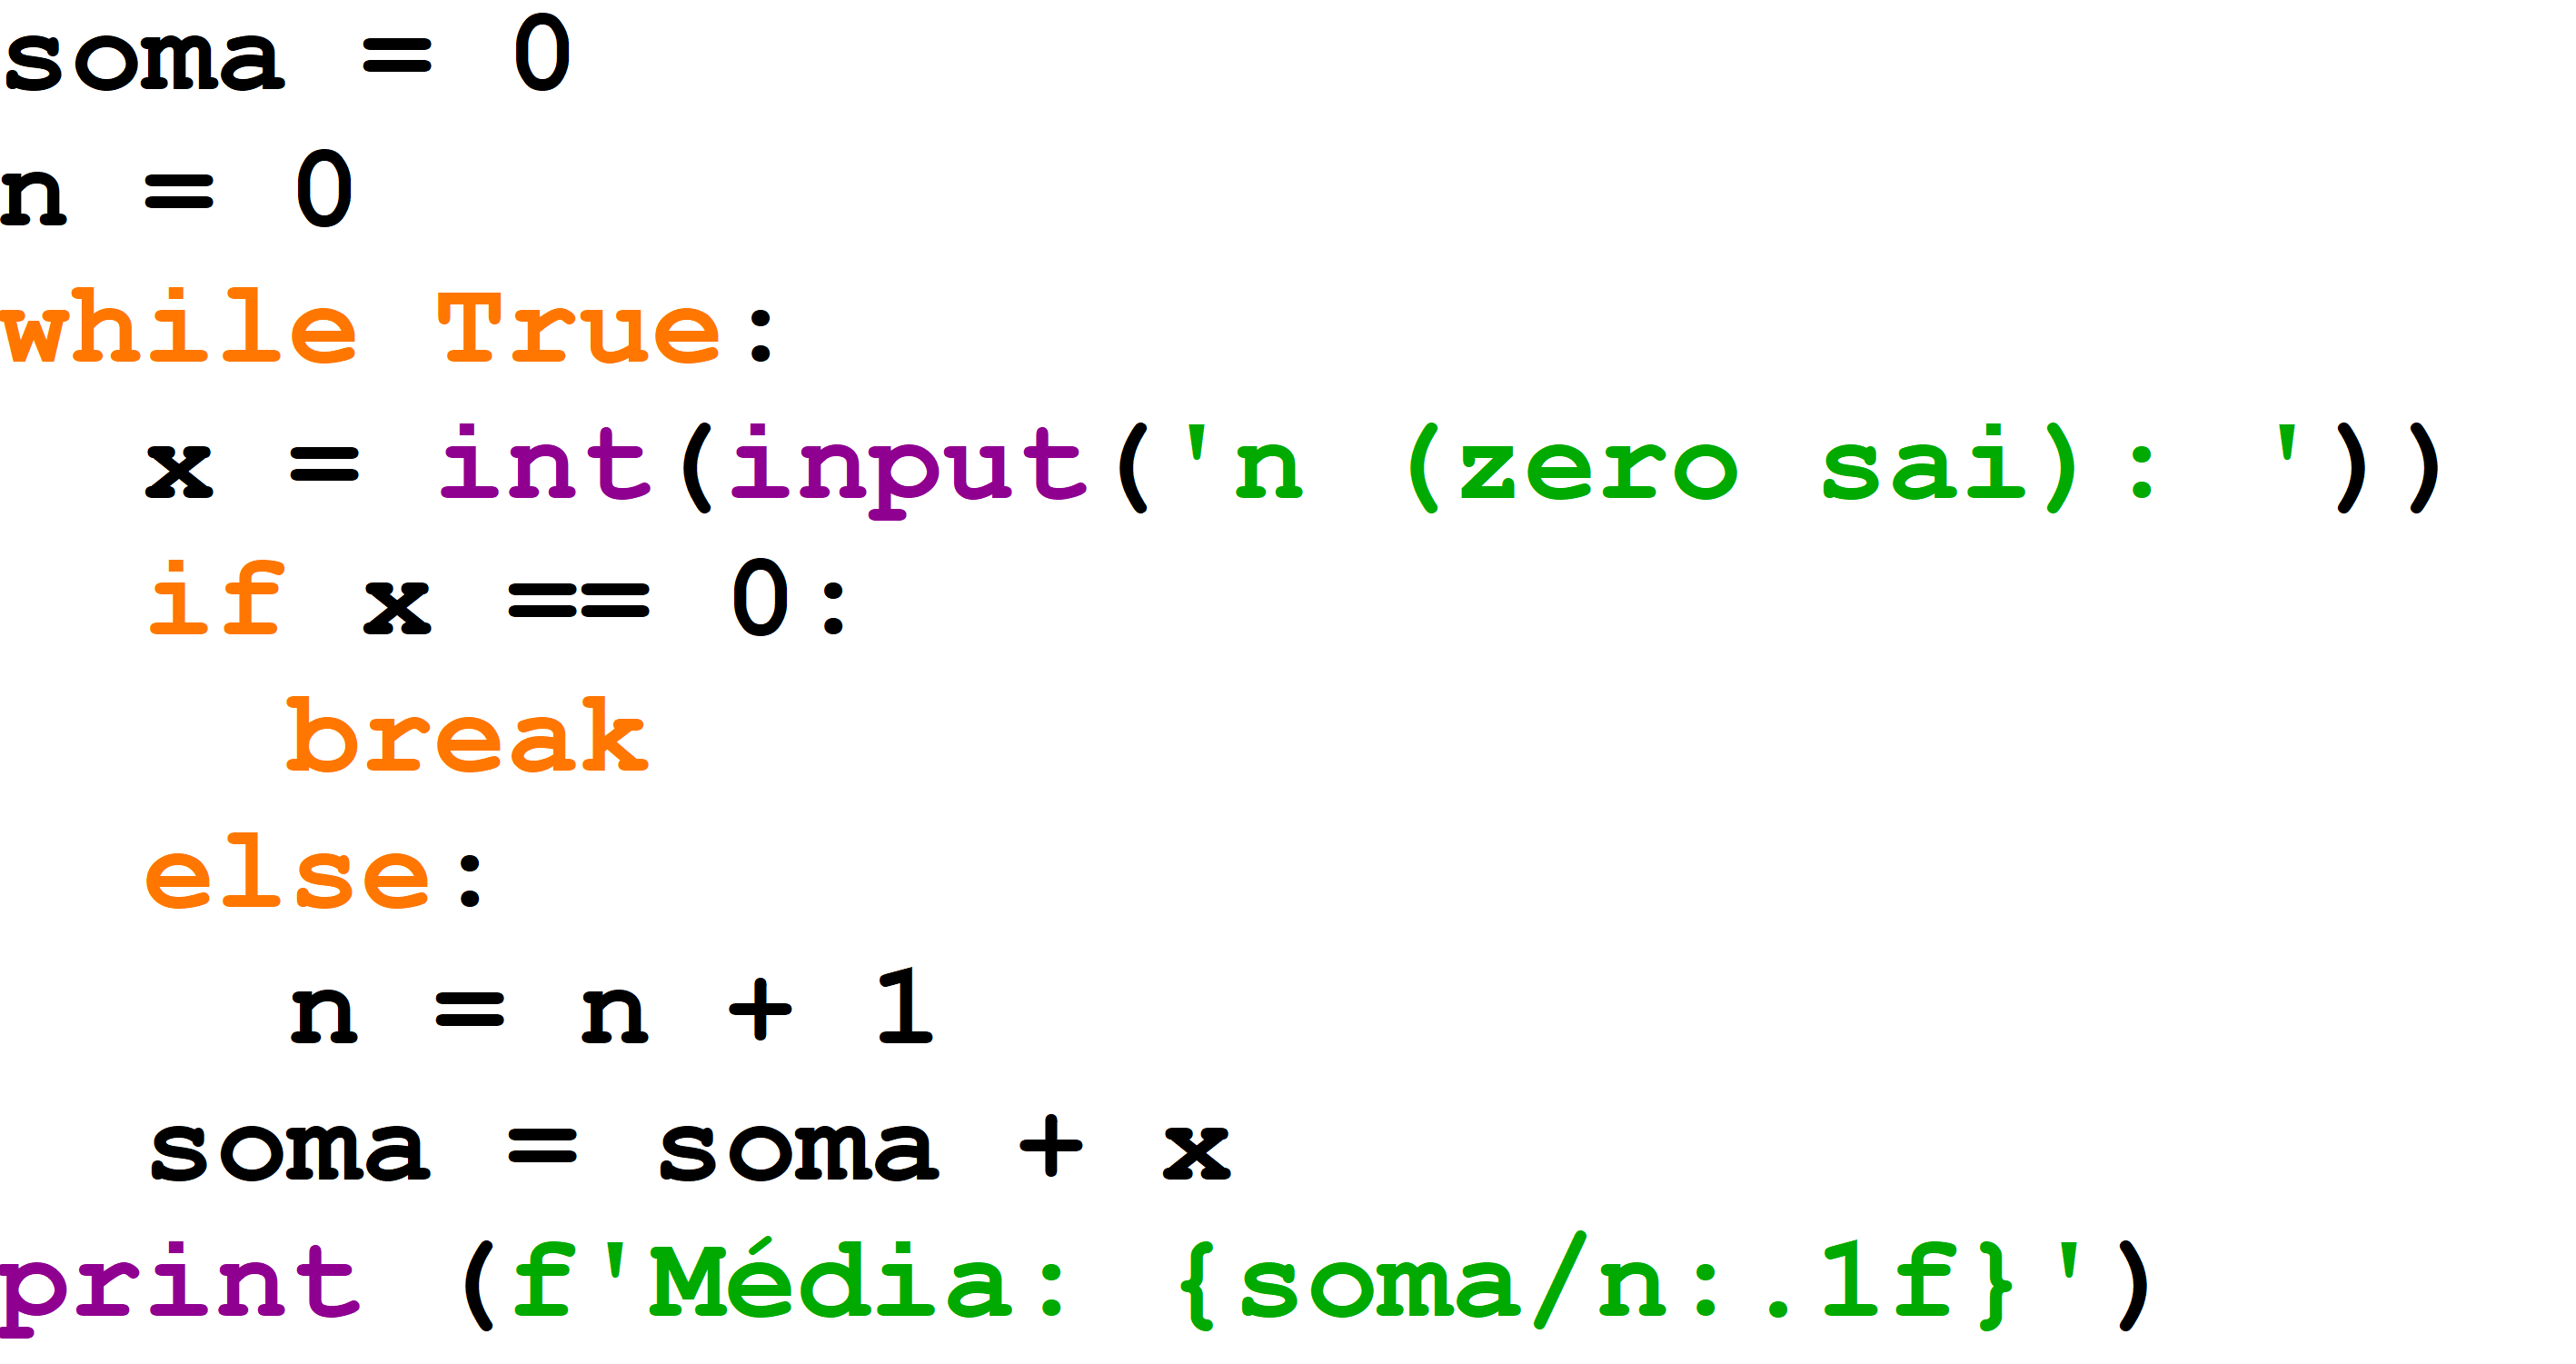 soma = 0
n = 0
while True:
  x = int(input('n (zero sai): '))
  if x == 0:
    break
  else:
    n = n + 1
  soma = soma + x
print (f'Média: {soma/n:.1f}')